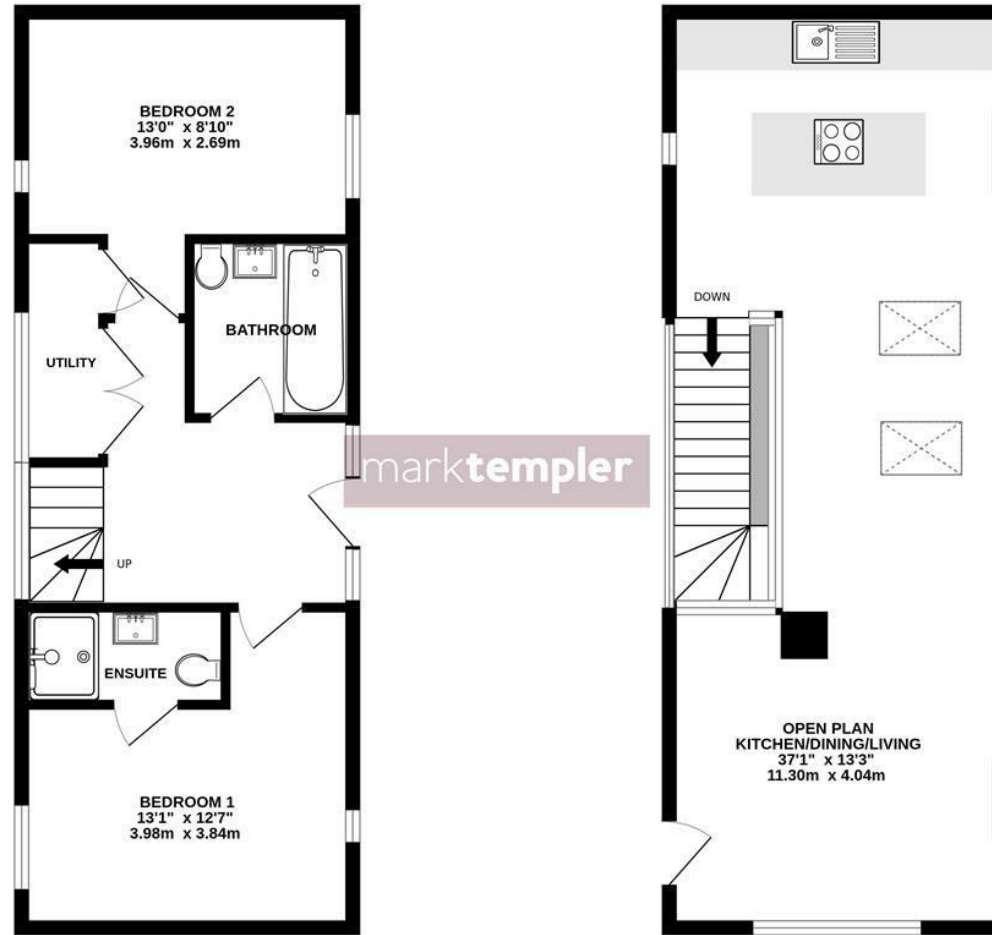 BEDROOM 2
13'0" x 8'10"
3.96m x 2.69m
BATHROOM
UTILITY
UP
ENSUITE
BEDROOM 1
13'1" x 12'7"
3.98m x 3.84m
marktempler
DOWN
OPEN PLAN
KITCHEN/DINING/LIVING
37'1" x 13'3"
11.30m x 4.04m